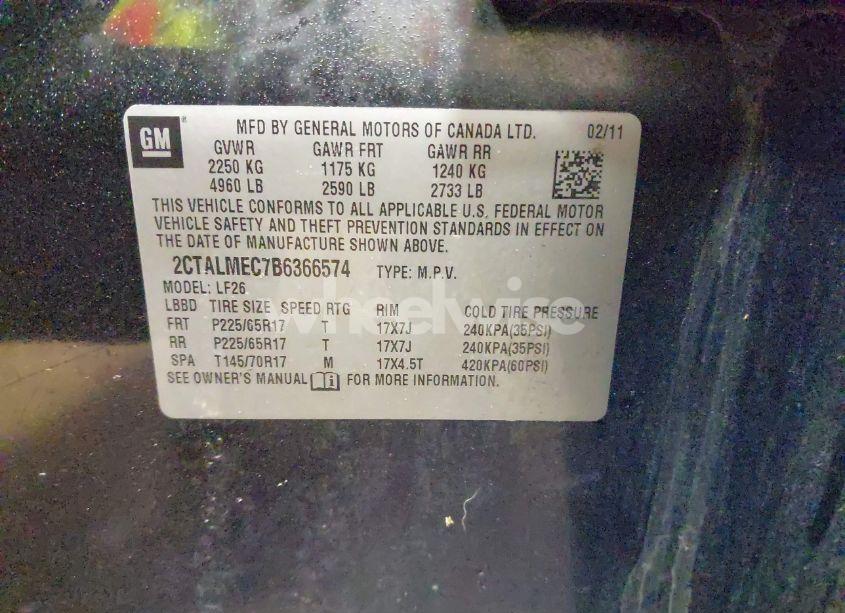 GM ® MFD BY GENERAL MOTORS OF CANADA LTD. 02/11
GVWR GAWR FRT GAWR RR
2250 KG 1175 KG 1240 KG
4960 LB 2590 LB 2733 LB
THIS VEHICLE CONFORMS TO ALL APPLICABLE U.S. FEDERAL MOTOR
VEHICLE SAFETY AND THEFT PREVENTION STANDARDS IN EFFECT ON
THE DATE OF MANUFACTURE SHOWN ABOVE.
2CTALMEC7B6366574 TYPE: M.P.V.
MODEL: LF26
LBBD TIRE SIZE SPEED RTG RIM COLD TIRE PRESSURE
FRT P225/65R17 T 17X7J 240KPA(35PSI)
RR P225/65R17 T 17X7J 240KPA(35PSI)
SPA T145/70R17 M 17X4.5T 420KPA(60PSI)
SEE OWNER'S MANUAL FOR MORE INFORMATION.
wheelwire